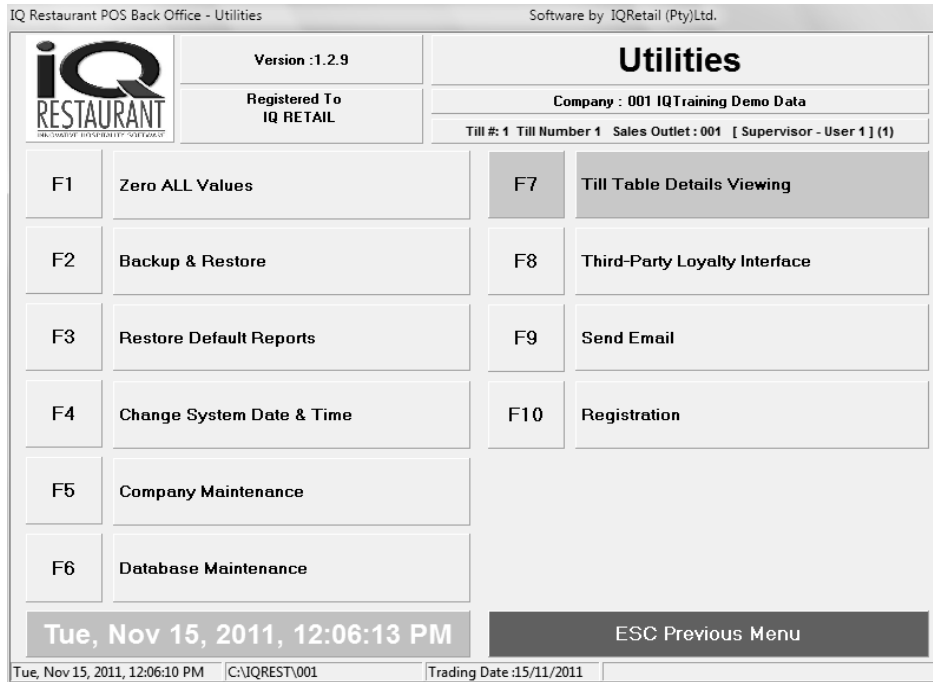 IQ Restaurant POS Back Office - Utilities
Software by IQRetail (Pty)Ltd.
iQ
RESTAURANT
INNOVATIVE HOSPITALITY SOFTWARE
Version :1.2.9
Registered To
IQ RETAIL
Utilities
Company : 001 IQTraining Demo Data
Till #: 1 Till Number 1 Sales Outlet : 001 [ Supervisor - User 1 ] (1)
F1 Zero ALL Values
F2 Backup & Restore
F3 Restore Default Reports
F4 Change System Date & Time
F5 Company Maintenance
F6 Database Maintenance
F7 Till Table Details Viewing
F8 Third-Party Loyalty Interface
F9 Send Email
F10 Registration
Tue, Nov 15, 2011, 12:06:13 PM
ESC Previous Menu
Tue, Nov 15, 2011, 12:06:10 PM
C:\IQREST\001
Trading Date :15/11/2011